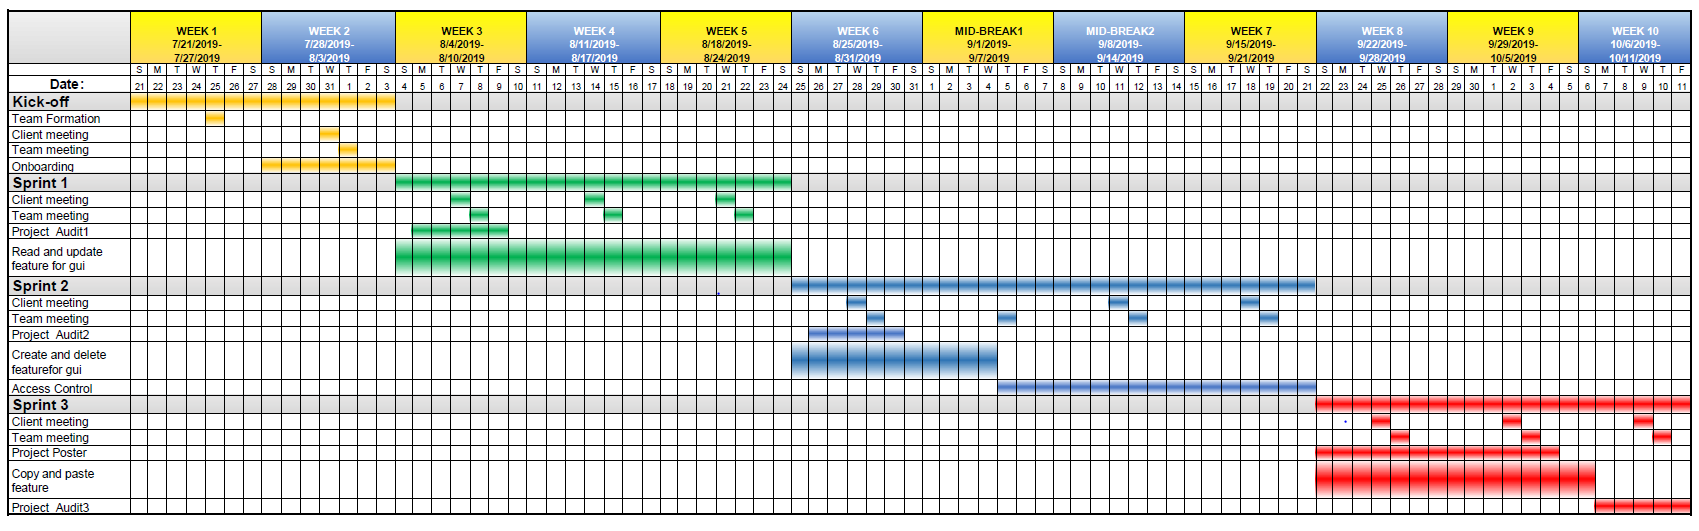 WEEK 1 WEEK 2 WEEK 3 WEEK 4 WEEK 5 WEEK 6 MID-BREAK1 MID-BREAK2 WEEK 7 WEEK 8 WEEK 9 WEEK 10
7/21/2019- 7/28/2019- 8/4/2019- 8/11/2019- 8/18/2019- 8/25/2019- 9/1/2019- 9/8/2019- 9/15/2019- 9/22/2019- 9/29/2019- 10/6/2019-
7/27/2019 8/3/2019 8/10/2019 8/17/2019 8/24/2019 8/31/2019 9/7/2019 9/14/2019 9/21/2019 9/28/2019 10/5/2019 10/11/2019
S M T W T F S S M T W T F S S M T W T F S S M T W T F S S M T W T F S S M T W T F S S M T W T F S S M T W T F S S M T W T F S S M T W T F S S M T W T F S S M T W T F
Date: 21 22 23 24 25 26 27 28 29 30 31 1 2 3 4 5 6 7 8 9 10 11 12 13 14 15 16 17 18 19 20 21 22 23 24 25 26 27 28 29 30 31 1 2 3 4 5 6 7 8 9 10 11 12 13 14 15 16 17 18 19 20 21 22 23 24 25 26 27 28 29 30 1 2 3 4 5 6 7 8 9 10 11
Kick-off
Team Formation
Client meeting
Team meeting
Onboarding
Sprint 1
Client meeting
Team meeting
Project Audit1
Read and update
feature for gui
Sprint 2
Client meeting
Team meeting
Project Audit2
Create and delete
featurefor gui
Access Control
Sprint 3
Client meeting
Team meeting
Project Poster
Copy and paste
feature
Project Audit3